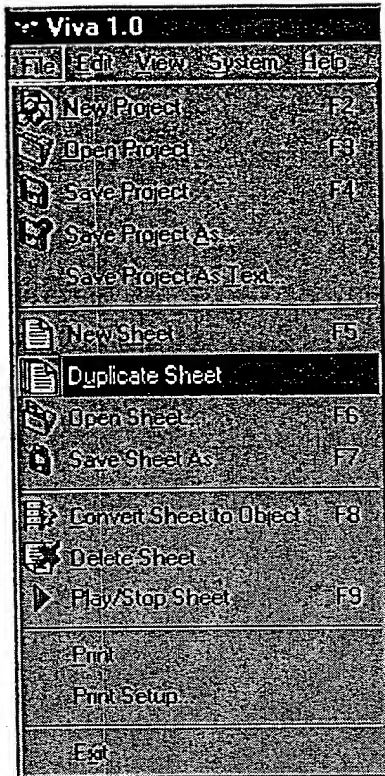 Viva 1.0
File Edit View System Help
New Project F2
Open Project F3
Save Project F4
Save Project As...
Save Project As Text...
New Sheet F5
Duplicate Sheet
Open Sheet... F6
Save Sheet As F7
Convert Sheet to Object F8
Delete Sheet
Play/Stop Sheet F9
Print
Print Setup...
Exit